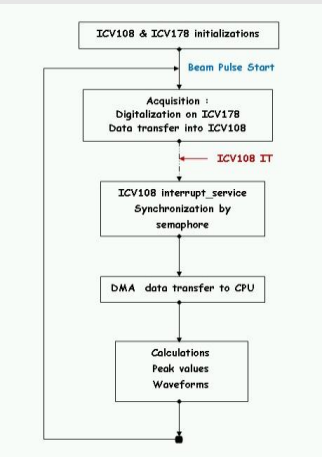 ICV108 & ICV178 initializations
Beam Pulse Start
Acquisition :
Digitalization on ICV178
Data transfer into ICV108
ICV108 IT
ICV108 interrupt_service
Synchronization by
semaphore
DMA data transfer to CPU
Calculations
Peak values
Waveforms